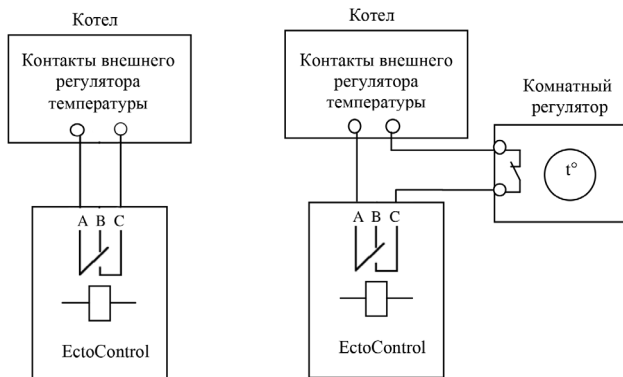 Котел
Контакты внешнего
регулятора
температуры
A B C
EctoControl
Котел
Контакты внешнего
регулятора
температуры
Комнатный
регулятор
t°
A B C
EctoControl